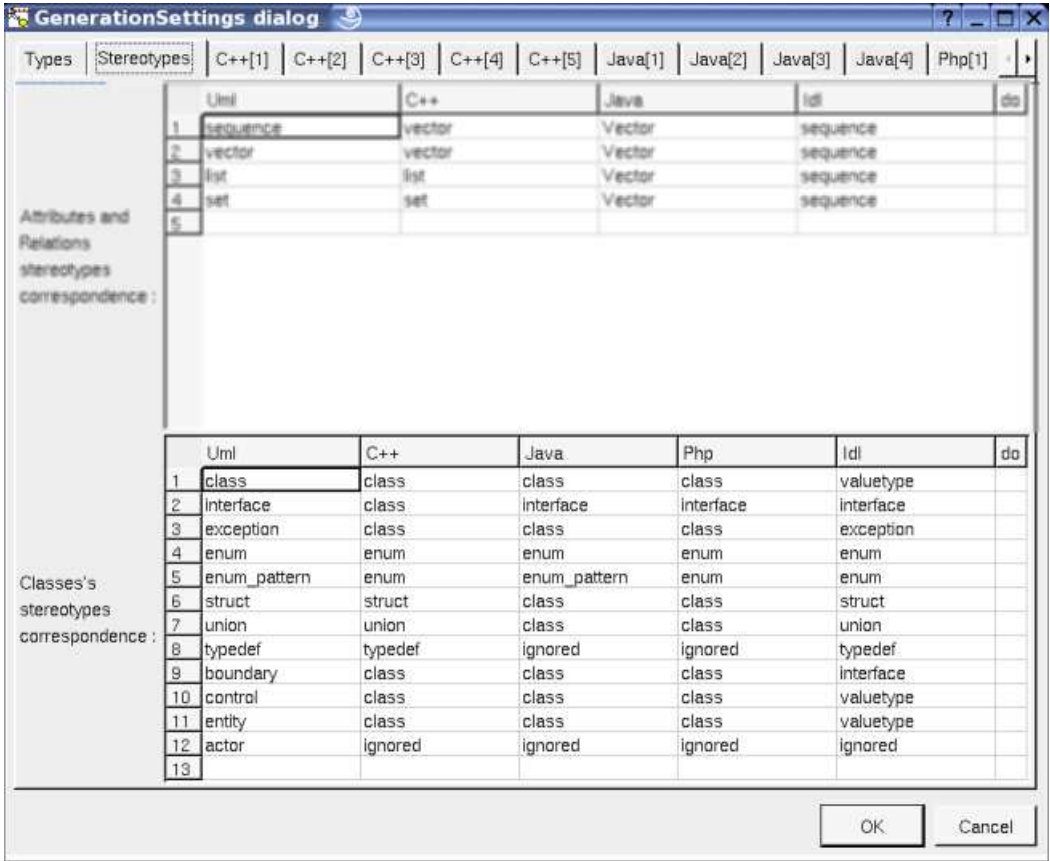 GenerationSettings dialog
Types Stereotypes C++[1] C++[2] C++[3] C++[4] C++[5] Java[1] Java[2] Java[3] Java[4] Php[1]
Uml C++ Java Idl do
1 sequence vector Vector sequence
2 vector vector Vector sequence
3 list list Vector sequence
4 set set Vector sequence
5
Attributes and
Relations
stereotypes
correspondence :
Uml C++ Java Php Idl do
1 class class class class valuetype
2 interface class interface interface interface
3 exception class class class exception
4 enum enum enum enum enum
5 enum_pattern enum enum_pattern enum enum
6 struct struct class class struct
7 union union class class union
8 typedef typedef ignored ignored typedef
9 boundary class class class interface
10 control class class class valuetype
11 entity class class class valuetype
12 actor ignored ignored ignored ignored
13
Classes's
stereotypes
correspondence :
OK Cancel